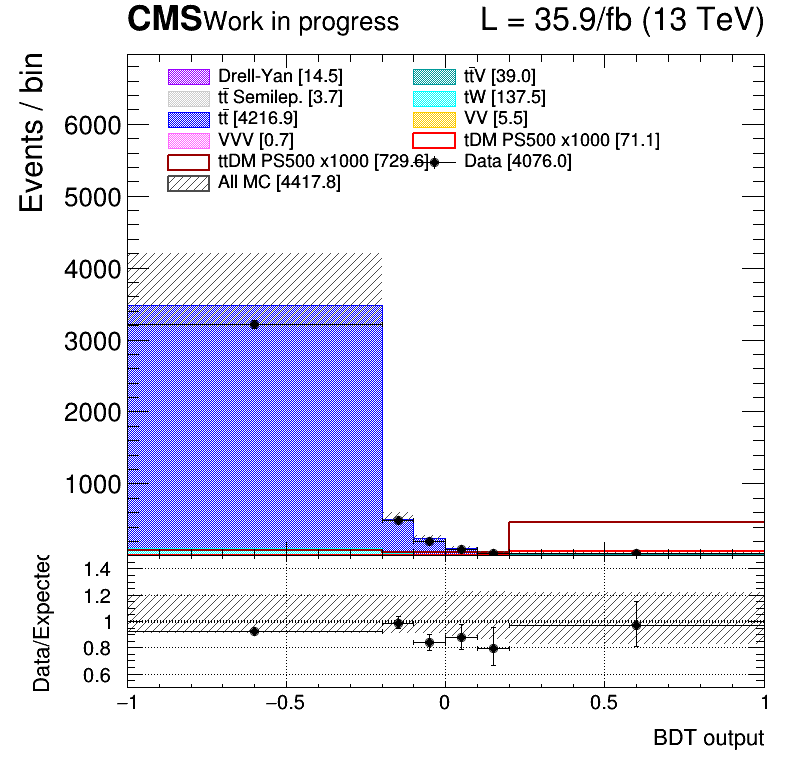 CMS Work in progress L = 35.9/fb (13 TeV)
Events / bin
Drell-Yan [14.5] tt̄V [39.0]
tt̄ Semilep. [3.7] tW [137.5]
tt̄ [4216.9] VV [5.5]
VVV [0.7] tDM PS500 x1000 [71.1]
ttDM PS500 x1000 [729.6] Data [4076.0]
All MC [4417.8]
6000
5000
4000
3000
2000
1000
Data/Expected
1.4
1.2
1
0.8
0.6
−1 −0.5 0 0.5 1
BDT output